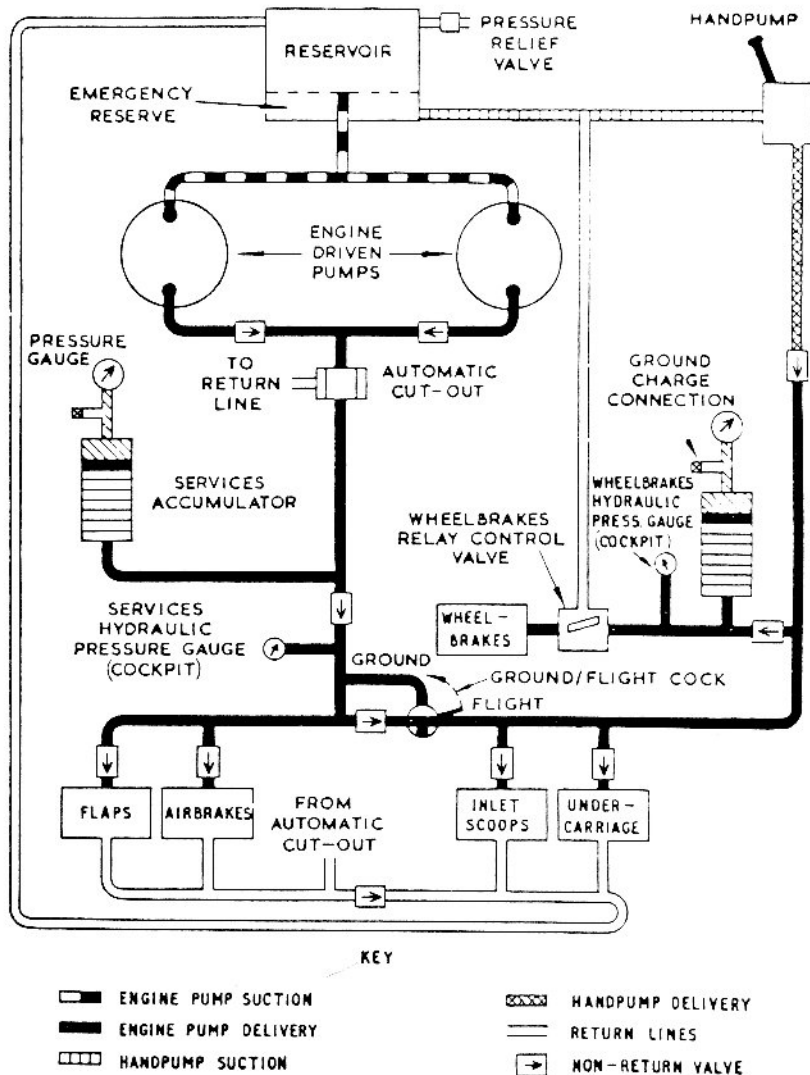 RESERVOIR
PRESSURE
RELIEF
VALVE
HANDPUMP
EMERGENCY
RESERVE
ENGINE
DRIVEN
PUMPS
PRESSURE
GAUGE
TO
RETURN
LINE
AUTOMATIC
CUT-OUT
GROUND
CHARGE
CONNECTION
SERVICES
ACCUMULATOR
WHEELBRAKES
HYDRAULIC
PRESS. GAUGE
(COCKPIT)
WHEELBRAKES
RELAY CONTROL
VALVE
SERVICES
HYDRAULIC
PRESSURE GAUGE
(COCKPIT)
WHEEL-
BRAKES
GROUND
GROUND/FLIGHT COCK
FLIGHT
FLAPS
AIRBRAKES
FROM
AUTOMATIC
CUT-OUT
INLET
SCOOPS
UNDER-
CARRIAGE
KEY
ENGINE PUMP SUCTION
ENGINE PUMP DELIVERY
HANDPUMP SUCTION
HANDPUMP DELIVERY
RETURN LINES
NON-RETURN VALVE